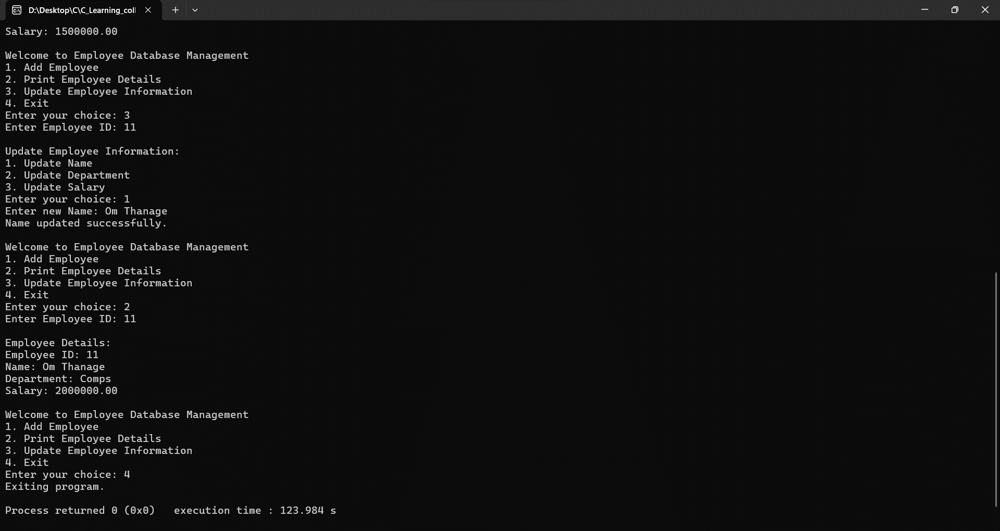 D:\Desktop\C\C_Learning_coll
Salary: 1500000.00
Welcome to Employee Database Management
1. Add Employee
2. Print Employee Details
3. Update Employee Information
4. Exit
Enter your choice: 3
Enter Employee ID: 11
Update Employee Information:
1. Update Name
2. Update Department
3. Update Salary
Enter your choice: 1
Enter new Name: Om Thanage
Name updated successfully.
Welcome to Employee Database Management
1. Add Employee
2. Print Employee Details
3. Update Employee Information
4. Exit
Enter your choice: 2
Enter Employee ID: 11
Employee Details:
Employee ID: 11
Name: Om Thanage
Department: Comps
Salary: 2000000.00
Welcome to Employee Database Management
1. Add Employee
2. Print Employee Details
3. Update Employee Information
4. Exit
Enter your choice: 4
Exiting program.
Process returned 0 (0x0)   execution time : 123.984 s